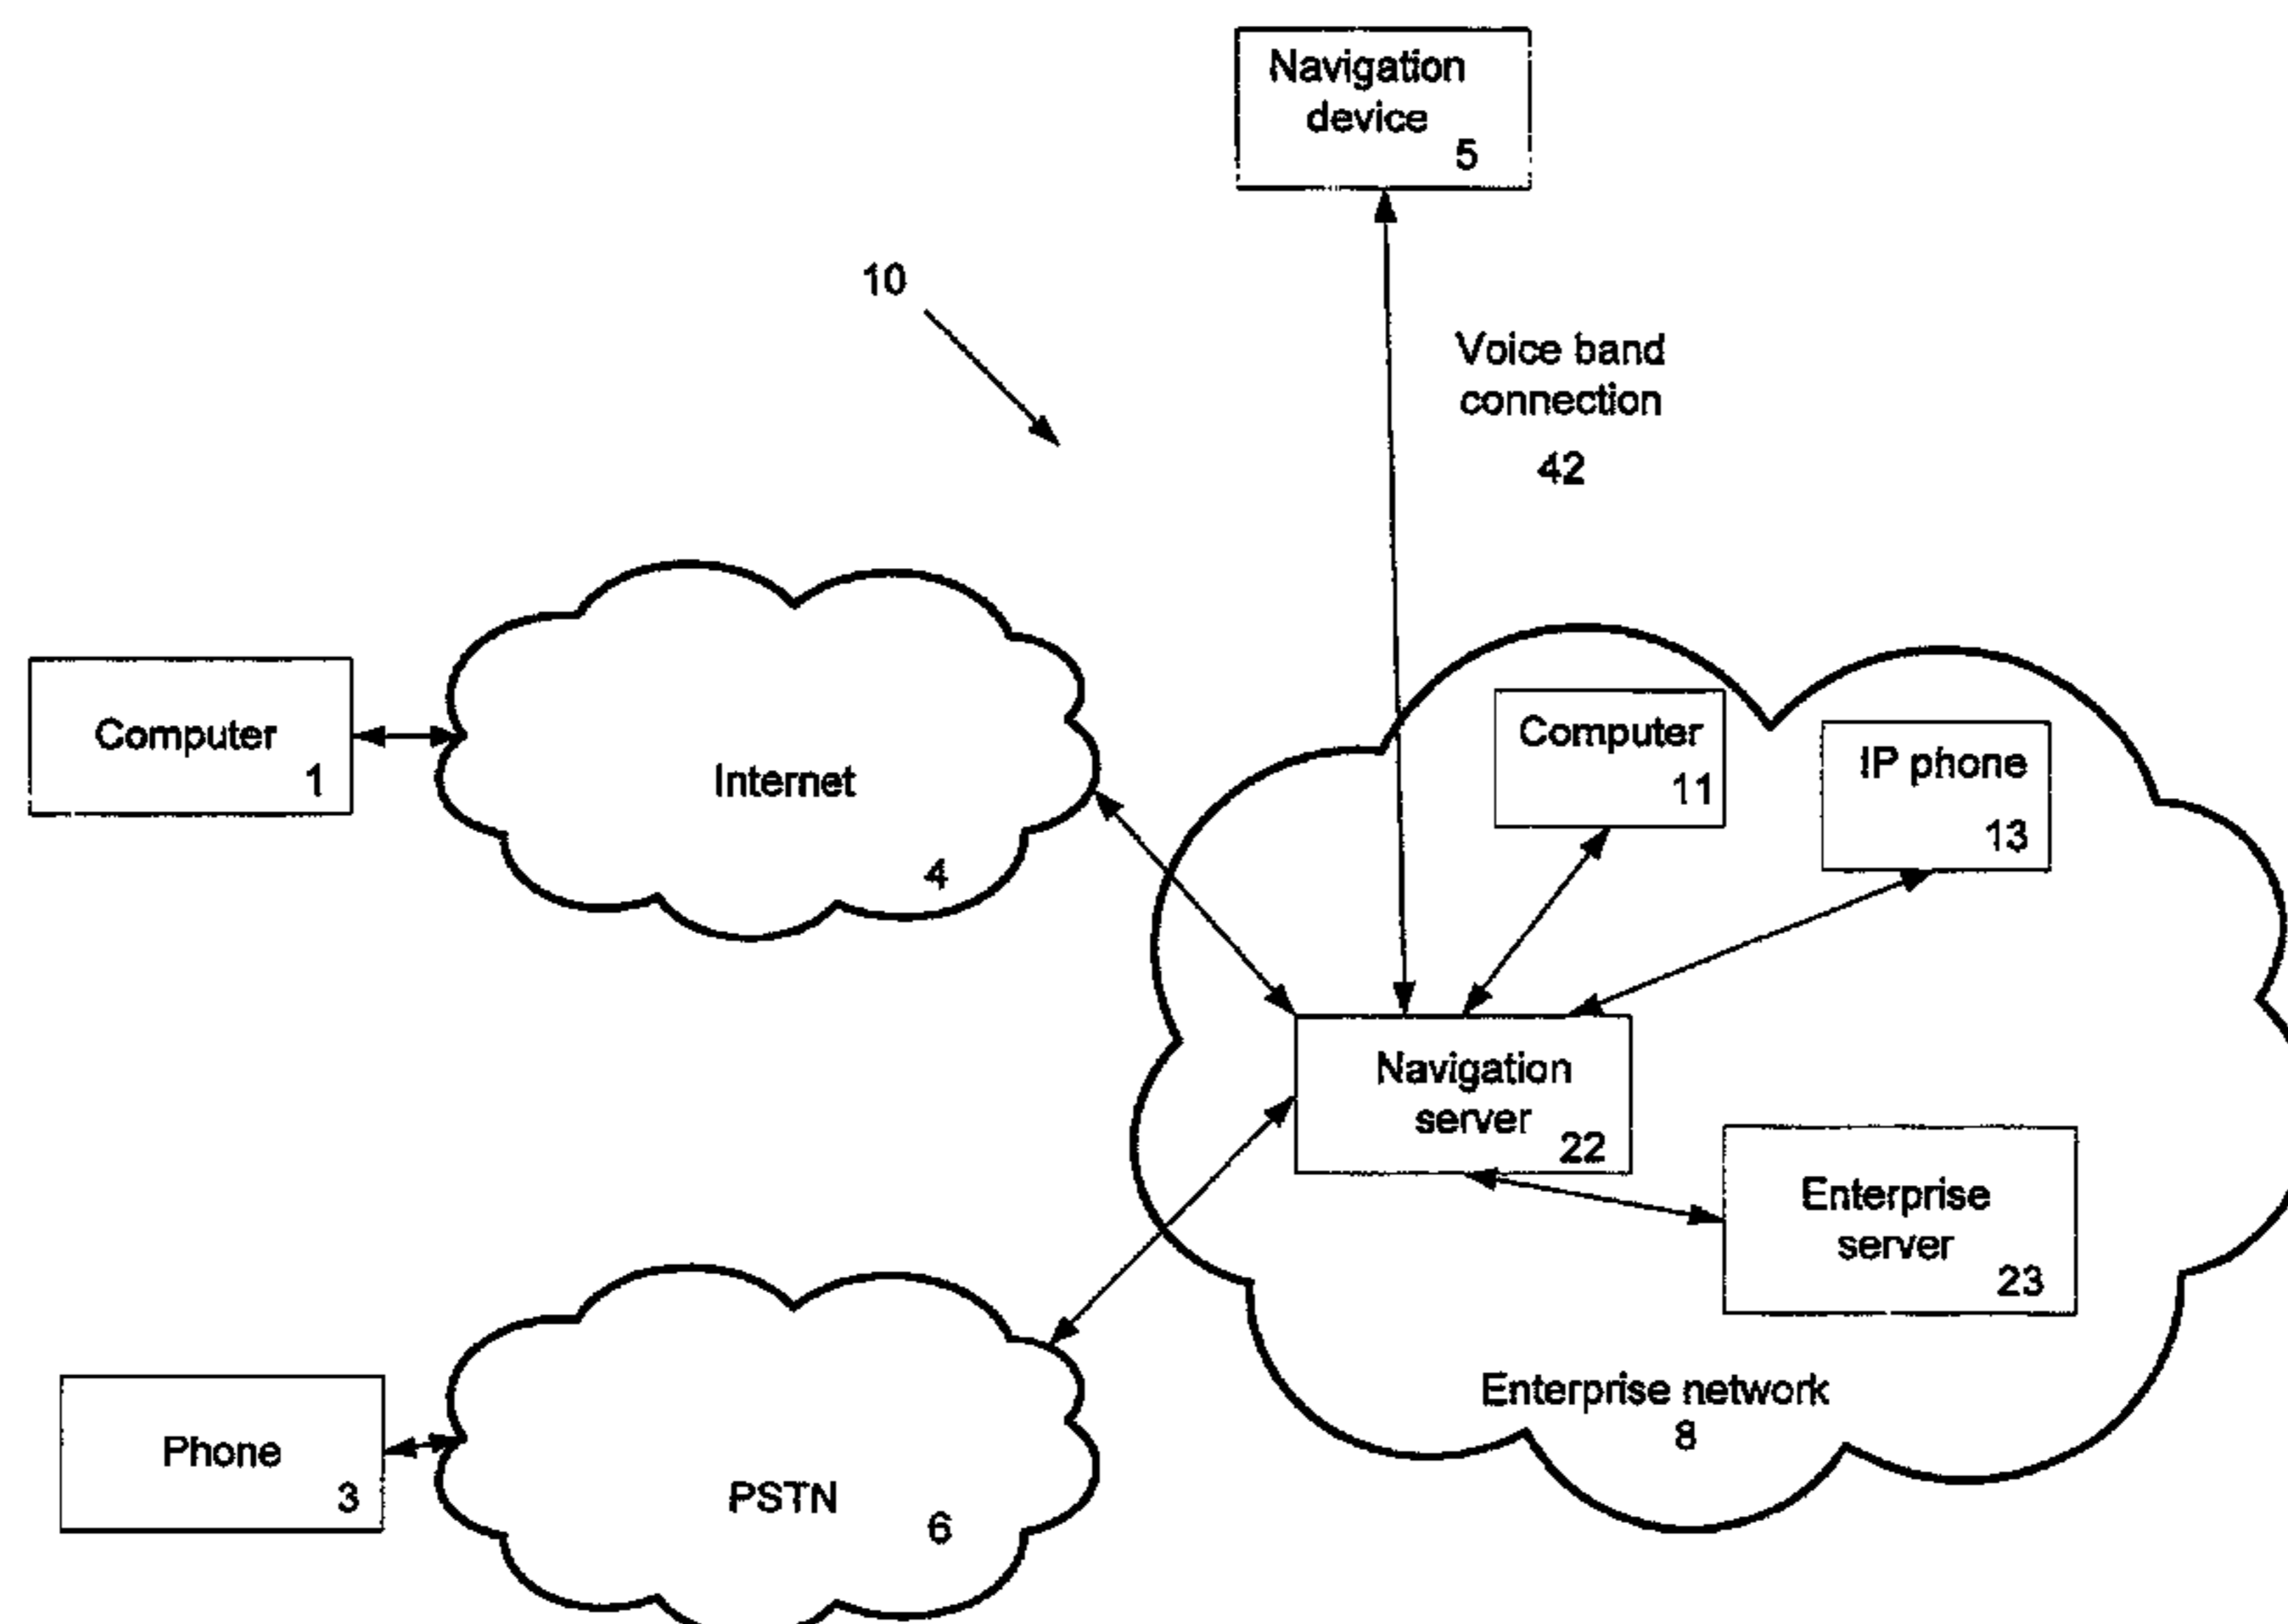 Navigation
device
5
10
Voice band
connection
42
Computer
1
Internet
4
Computer
11
IP phone
13
Navigation
server
22
Enterprise
server
23
Enterprise network
8
Phone
3
PSTN
6